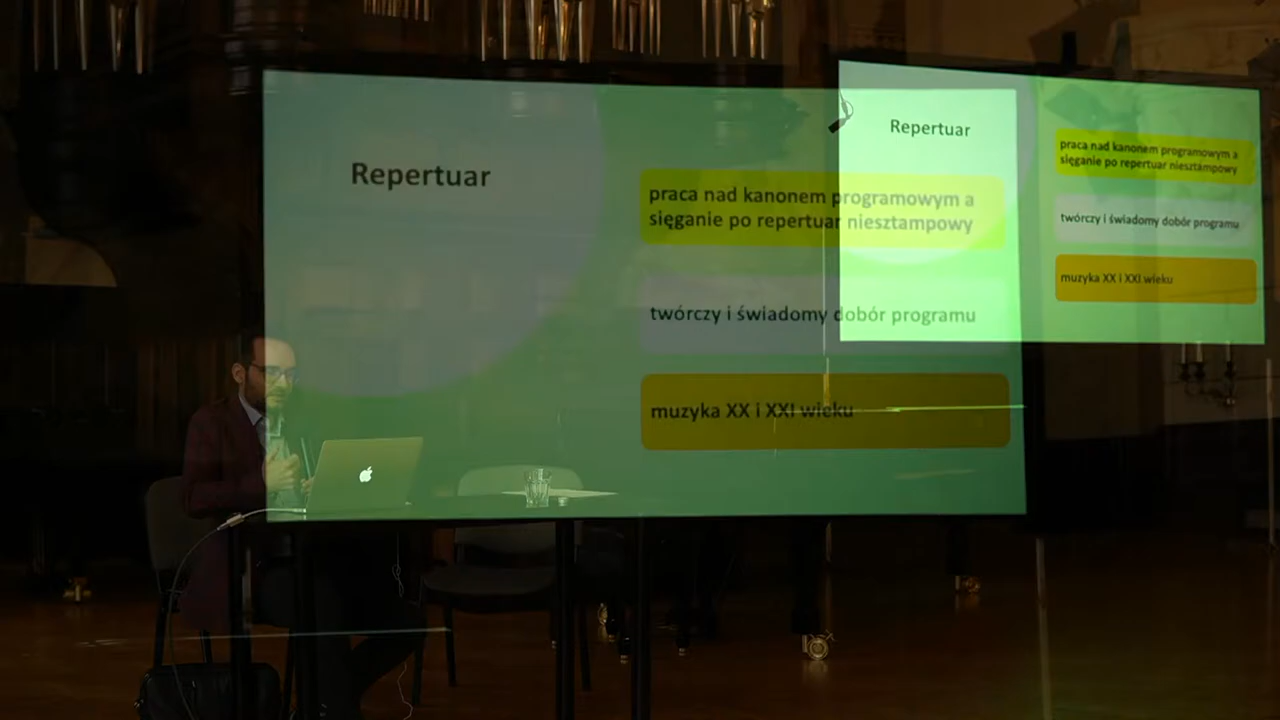 Repertuar
praca nad kanonem programowym a
sięganie po repertuar niesztampowy
twórczy i świadomy dobór programu
muzyka XX i XXI wieku
Repertuar
praca nad kanonem programowym a
sięganie po repertuar niesztampowy
twórczy i świadomy dobór programu
muzyka XX i XXI wieku